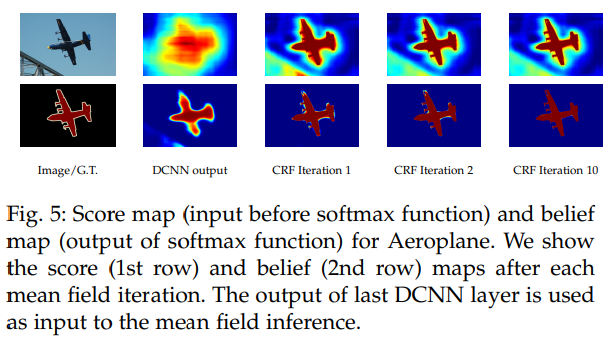 Image/G.T. DCNN output CRF Iteration 1 CRF Iteration 2 CRF Iteration 10
Fig. 5: Score map (input before softmax function) and belief
map (output of softmax function) for Aeroplane. We show
the score (1st row) and belief (2nd row) maps after each
mean field iteration. The output of last DCNN layer is used
as input to the mean field inference.